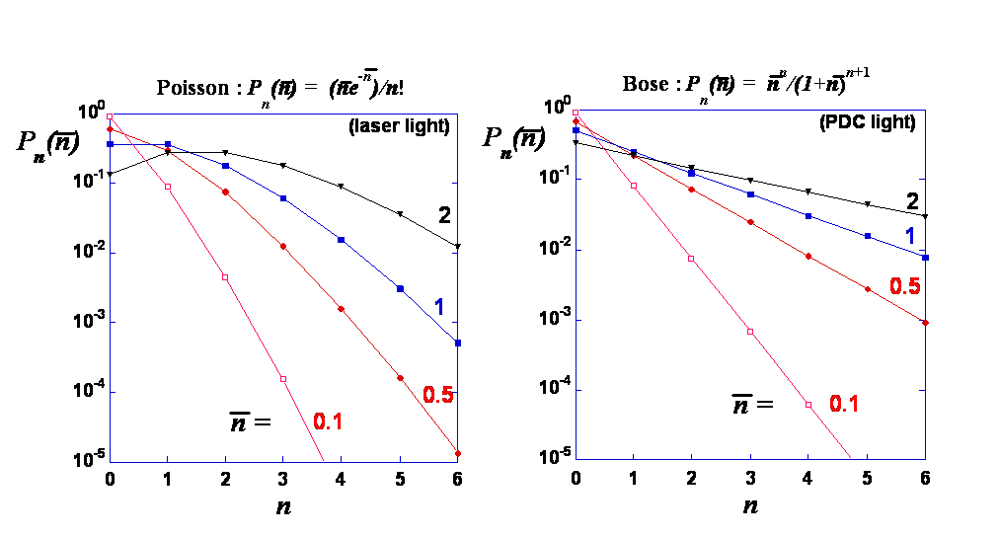 Poisson : Pₙ(n̅) = (n̅e^-n̅)/n!
(laser light)
Pₙ(n̅)
10⁰
10⁻¹
10⁻²
10⁻³
10⁻⁴
10⁻⁵
2
1
0.5
n̅ = 0.1
0 1 2 3 4 5 6
n
Bose : Pₙ(n̅) = n̅ⁿ/(1+n̅)ⁿ⁺¹
(PDC light)
Pₙ(n̅)
10⁰
10⁻¹
10⁻²
10⁻³
10⁻⁴
10⁻⁵
2
1
0.5
n̅ = 0.1
0 1 2 3 4 5 6
n